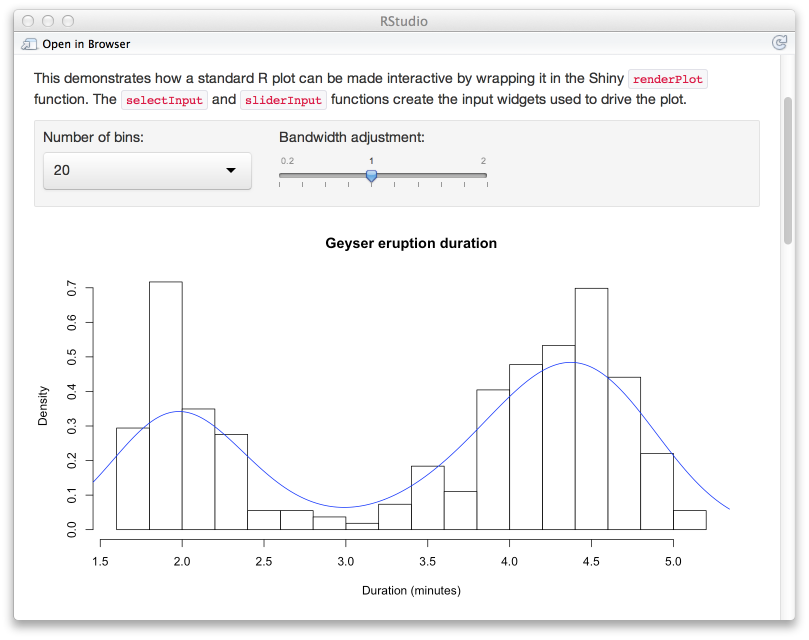 RStudio
Open in Browser
This demonstrates how a standard R plot can be made interactive by wrapping it in the Shiny renderPlot
function. The selectInput and sliderInput functions create the input widgets used to drive the plot.
Number of bins:
Bandwidth adjustment:
20
0.2 1 2
Geyser eruption duration
Density
0.7
0.6
0.5
0.4
0.3
0.2
0.1
0.0
1.5 2.0 2.5 3.0 3.5 4.0 4.5 5.0
Duration (minutes)